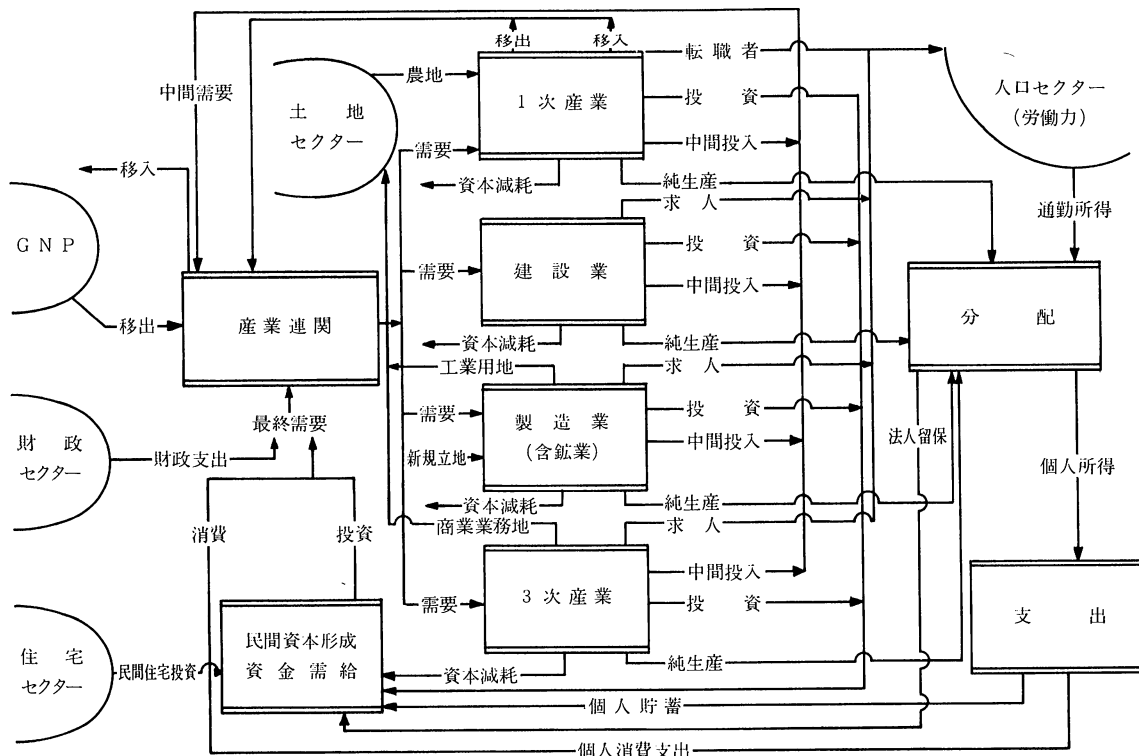 移出
移入
転職者
農地
中間需要
1次産業
投資
人口セクター
(労働力)
土地
セクター
需要
中間投入
移入
資本減耗
純生産
求人
通勤所得
GNP
需要
建設業
投資
中間投入
分配
移出
産業連関
資本減耗
純生産
工業用地
求人
最終需要
需要
製造業
(含鉱業)
投資
中間投入
法人留保
財政
セクター
財政支出
新規立地
個人所得
資本減耗
純生産
消費
投資
商業業務地
求人
中間投入
需要
3次産業
投資
支出
住宅
セクター
民間住宅投資
民間資本形成
資金需給
資本減耗
純生産
個人貯蓄
個人消費支出